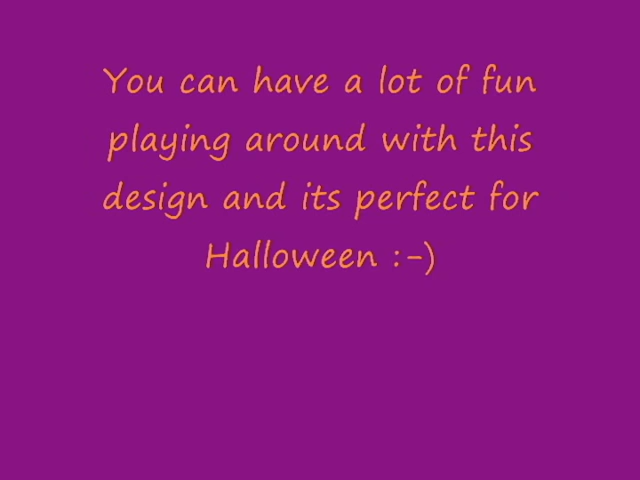 You can have a lot of fun
playing around with this
design and its perfect for
Halloween :-)